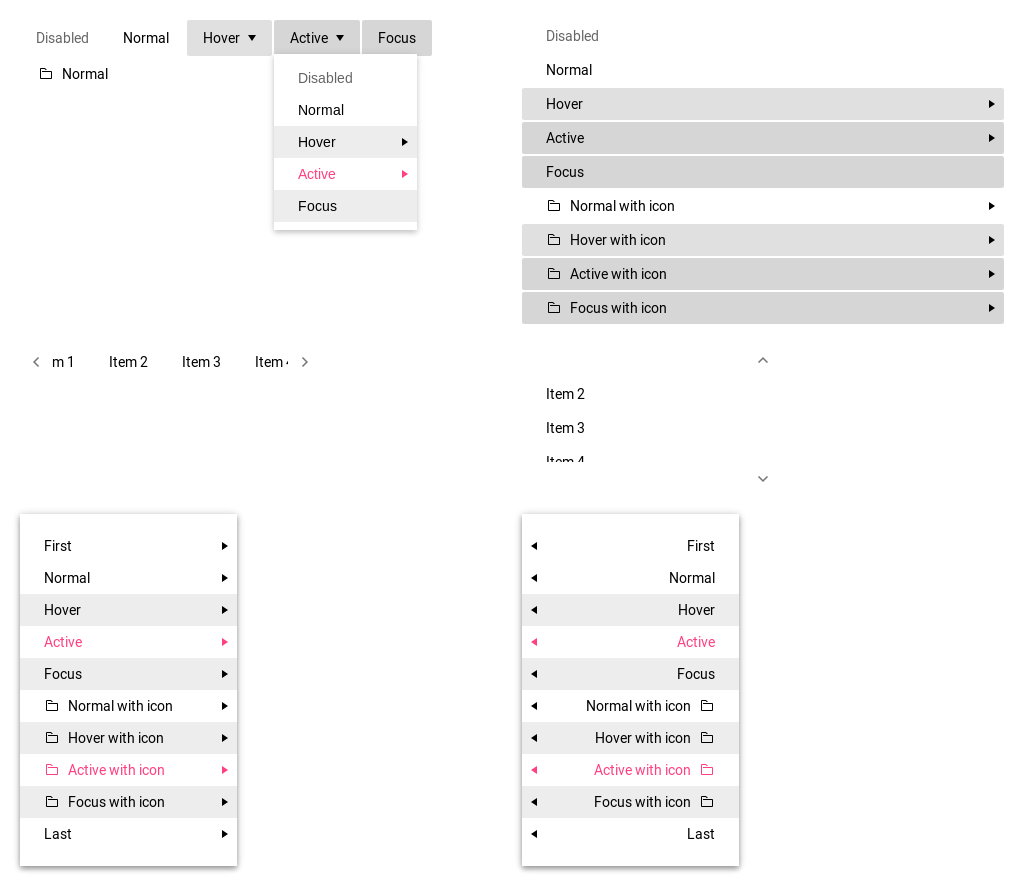 Disabled Normal Hover Active Focus
Normal
Disabled
Normal
Hover
Active
Focus
Disabled
Normal
Hover
Active
Focus
Normal with icon
Hover with icon
Active with icon
Focus with icon
m 1 Item 2 Item 3 Item 4
Item 2
Item 3
Item 4
First
Normal
Hover
Active
Focus
Normal with icon
Hover with icon
Active with icon
Focus with icon
Last
First
Normal
Hover
Active
Focus
Normal with icon
Hover with icon
Active with icon
Focus with icon
Last